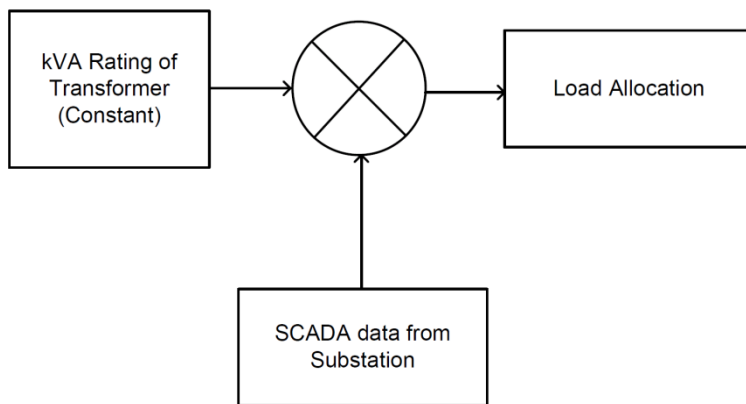 kVA Rating of
Transformer
(Constant)
Load Allocation
SCADA data from
Substation